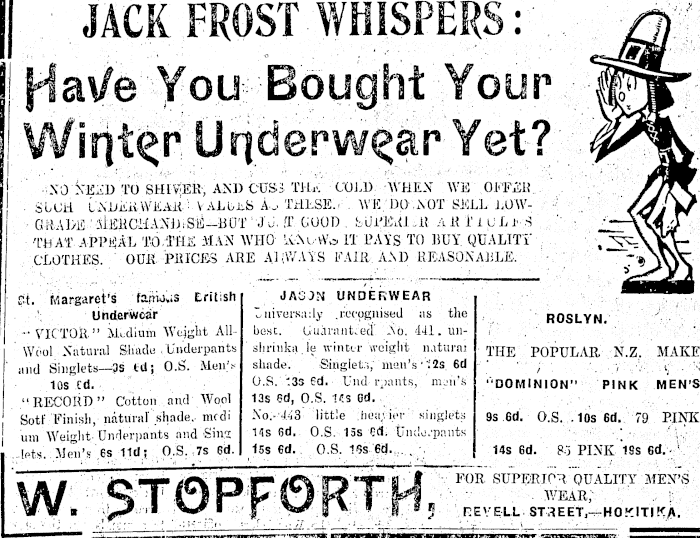 JACK FROST WHISPERS:
Have You Bought Your
Winter Underwear Yet?
NO NEED TO SHIVER, AND CUSS THE COLD WHEN WE OFFER
SUCH UNDERWEAR VALUES AS THESE. WE DO NOT SELL LOW-
GRADE MERCHANDISE—BUT JUST GOOD SUPERIOR ARTICLES
THAT APPEAL TO THE MAN WHO KNOWS IT PAYS TO BUY QUALITY
CLOTHES. OUR PRICES ARE ALWAYS FAIR AND REASONABLE.
St. Margaret's famous British
Underwear
"VICTOR" Medium Weight All-
Wool Natural Shade Underpants
and Singlets—9s 6d; O.S. Men's
10s 6d.
"RECORD" Cotton and Wool
Sotf Finish, natural shade, medi
um Weight Underpants and Sing
lets. Men's 6s 11d; O.S. 7s 6d.
JASON UNDERWEAR
Universally recognised as the
best. Guaranteed No. 441, un-
shrinkable winter weight natural
shade. Singlets, men's 12s 6d
O.S. 13s 6d. Underpants, men's
13s 6d, O.S. 14s 6d.
No. 443 little heavier singlets
14s 6d. O.S. 15s 6d. Underpants
15s 6d. O.S. 16s 6d.
ROSLYN.
THE POPULAR N.Z. MAKE
"DOMINION" PINK MEN'S
9s 6d. O.S. 10s 6d. 79 PINK
14s 6d. 85 PINK 19s 6d.
W. STOPFORTH,
FOR SUPERIOR QUALITY MEN'S
WEAR,
REVELL STREET,—HOKITIKA.